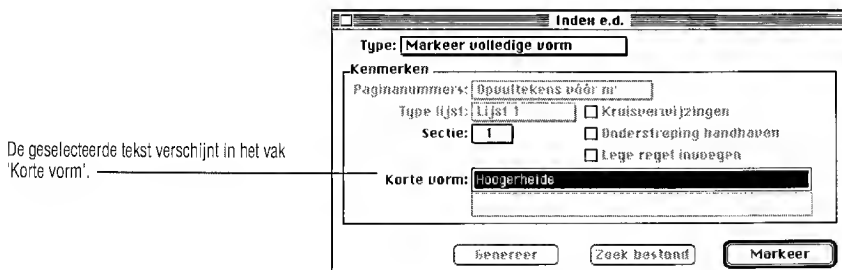 Index e.d.
Type: Markeer volledige vorm
Kenmerken
Paginanummers: Opvultekens vóór nr
Type lijst: Lijst 1
Kruisverwijzingen
Sectie: 1
Onderstreping handhaven
Lege regel invoegen
De geselecteerde tekst verschijnt in het vak
'Korte vorm'.
Korte vorm: Hoogerheide
Genereer
Zoek bestand
Markeer